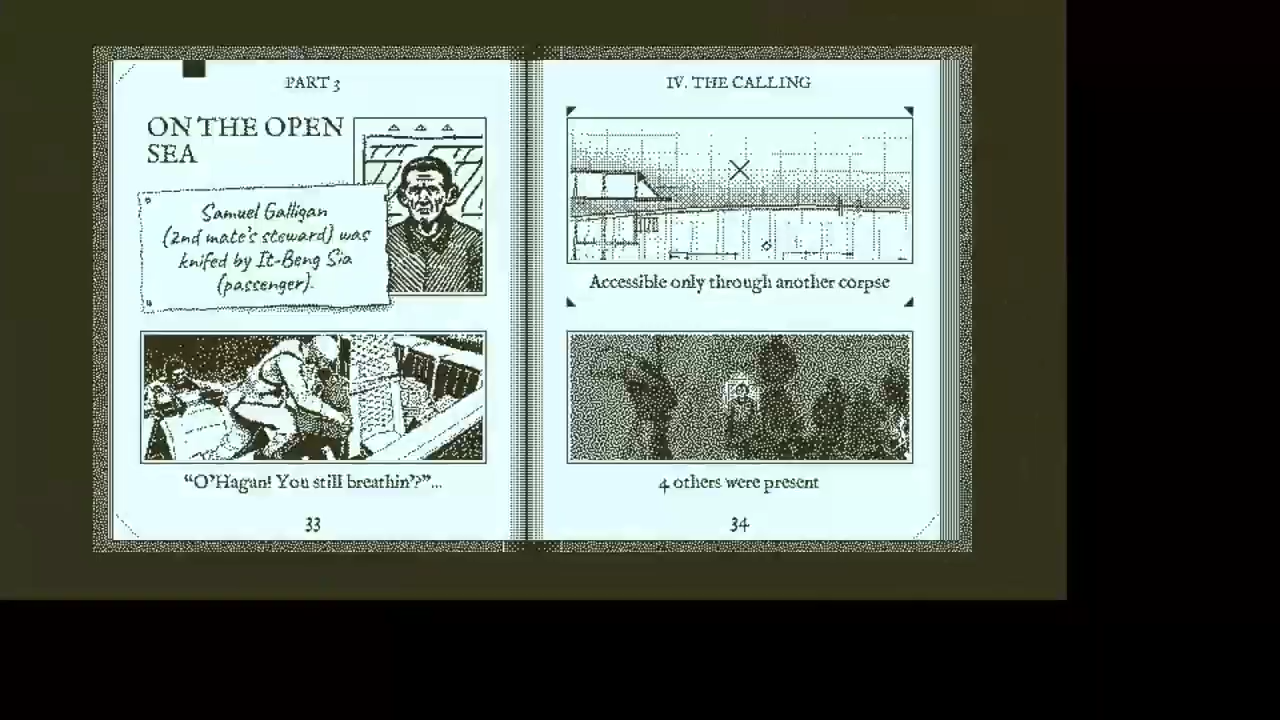 PART 3
ON THE OPEN
SEA
Samuel Galligan
(2nd mate's steward) was
knifed by It-Beng Sia
(passenger).
"O'Hagan! You still breathin'?"...
33
IV. THE CALLING
Accessible only through another corpse
4 others were present
34